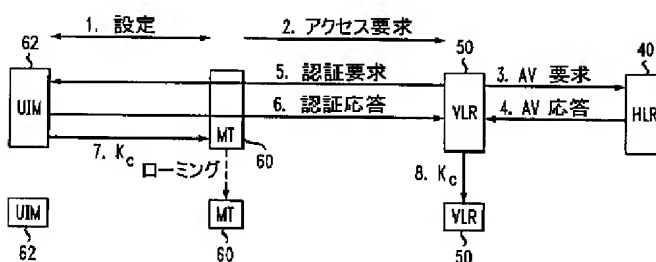 1. 設定
2. アクセス要求
62
50
40
5. 認証要求
3. AV 要求
UIM
6. 認証応答
VLR
4. AV 応答
HLR
MT
7. Kc
60
ローミング
8. Kc
UIM
MT
VLR
62
60
50